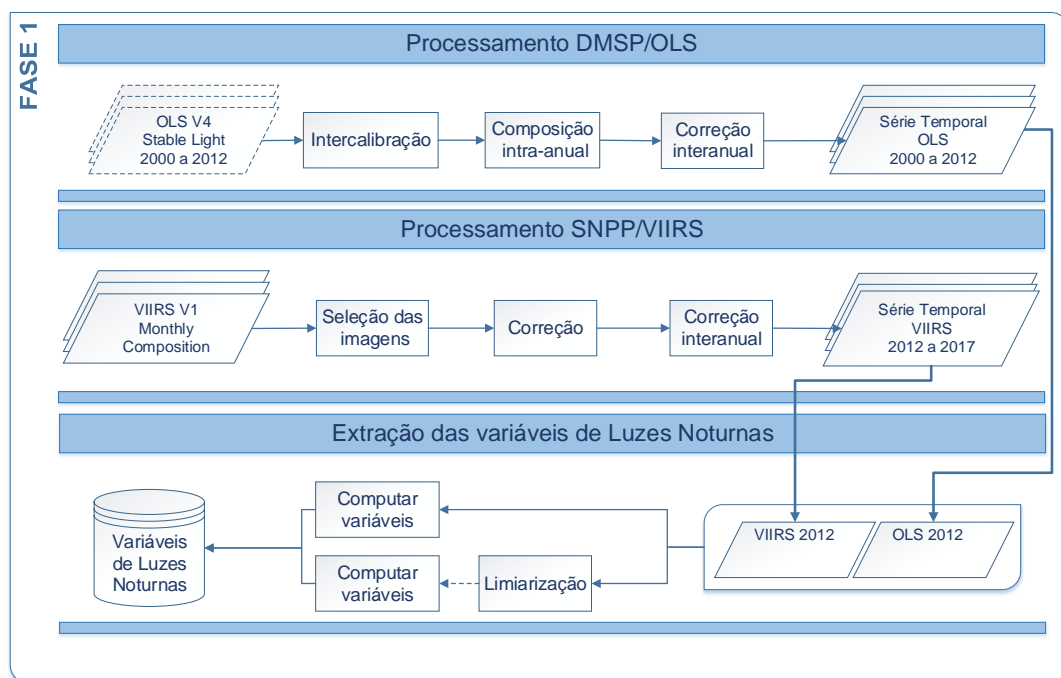 FASE 1
Processamento DMSP/OLS
OLS V4
Stable Light
2000 a 2012
Intercalibração
Composição
intra-anual
Correção
interanual
Série Temporal
OLS
2000 a 2012
Processamento SNPP/VIIRS
VIIRS V1
Monthly
Composition
Seleção das
imagens
Correção
Correção
interanual
Série Temporal
VIIRS
2012 a 2017
Extração das variáveis de Luzes Noturnas
Variáveis
de Luzes
Noturnas
Computar
variáveis
Computar
variáveis
Limiarização
VIIRS 2012
OLS 2012